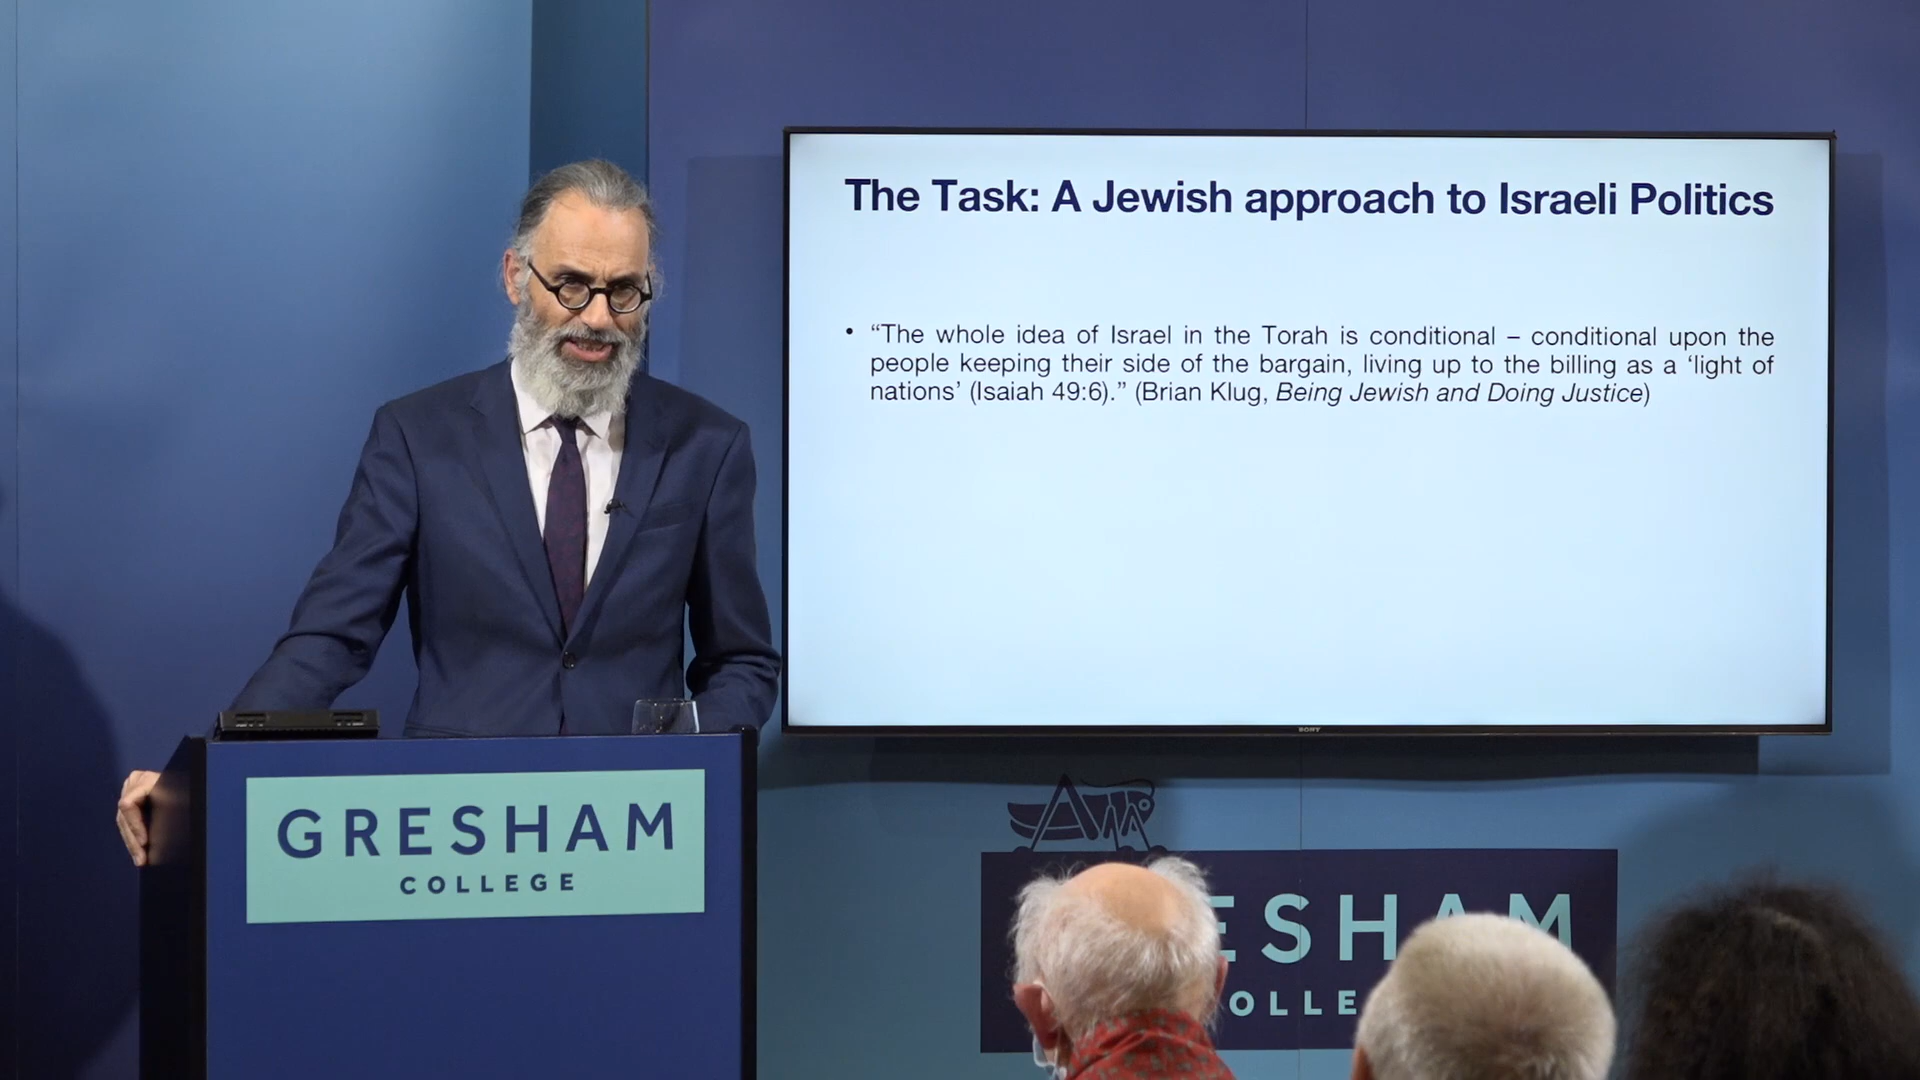 The Task: A Jewish approach to Israeli Politics
• “The whole idea of Israel in the Torah is conditional – conditional upon the
people keeping their side of the bargain, living up to the billing as a ‘light of
nations’ (Isaiah 49:6).” (Brian Klug, Being Jewish and Doing Justice)
SONY
GRESHAM
COLLEGE
ESHAM
OLLE